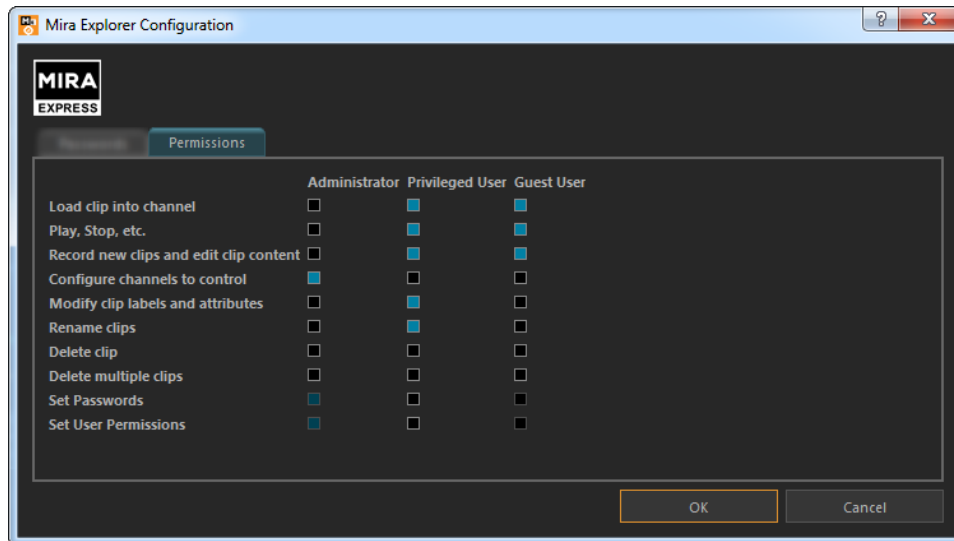 Mira Explorer Configuration
?
X
MIRA
EXPRESS
Permissions
Administrator Privileged User Guest User
Load clip into channel
Play, Stop, etc.
Record new clips and edit clip content
Configure channels to control
Modify clip labels and attributes
Rename clips
Delete clip
Delete multiple clips
Set Passwords
Set User Permissions
OK
Cancel